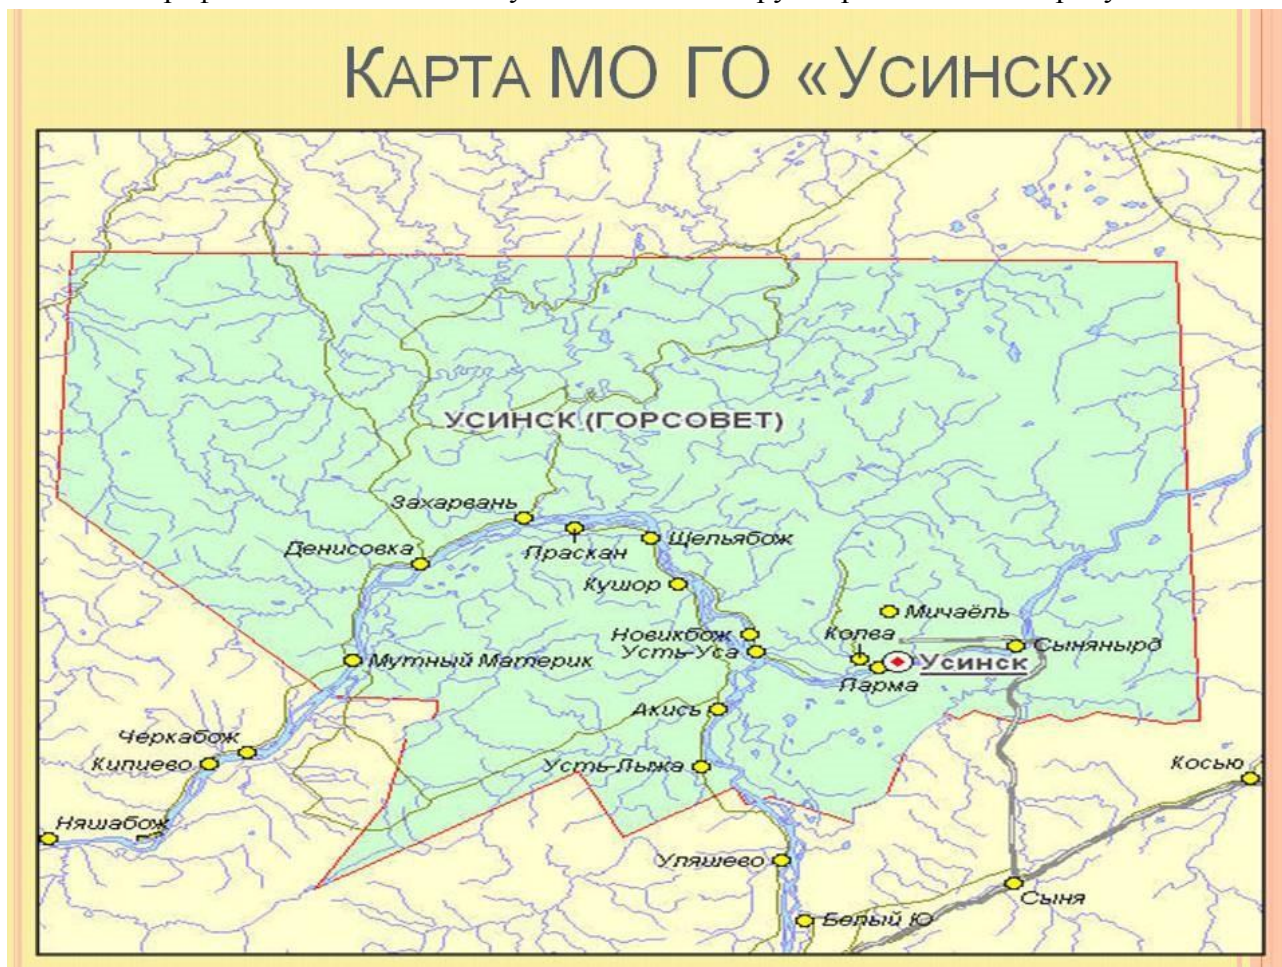 КАРТА МО ГО «УСИНСК»
УСИНСК (ГОРСОВЕТ)
Захарвань
Денисовка
Праскан
Щельябож
Кушор
Мичаёль
Новикбож
Колва
Усть-Уса
Сыняныpд
Мутный Материк
Усинск
Парма
Акись
Черкабож
Кипиево
Усть-Лыжа
Косью
Няшабож
Уляшево
Сыня
Белый Ю